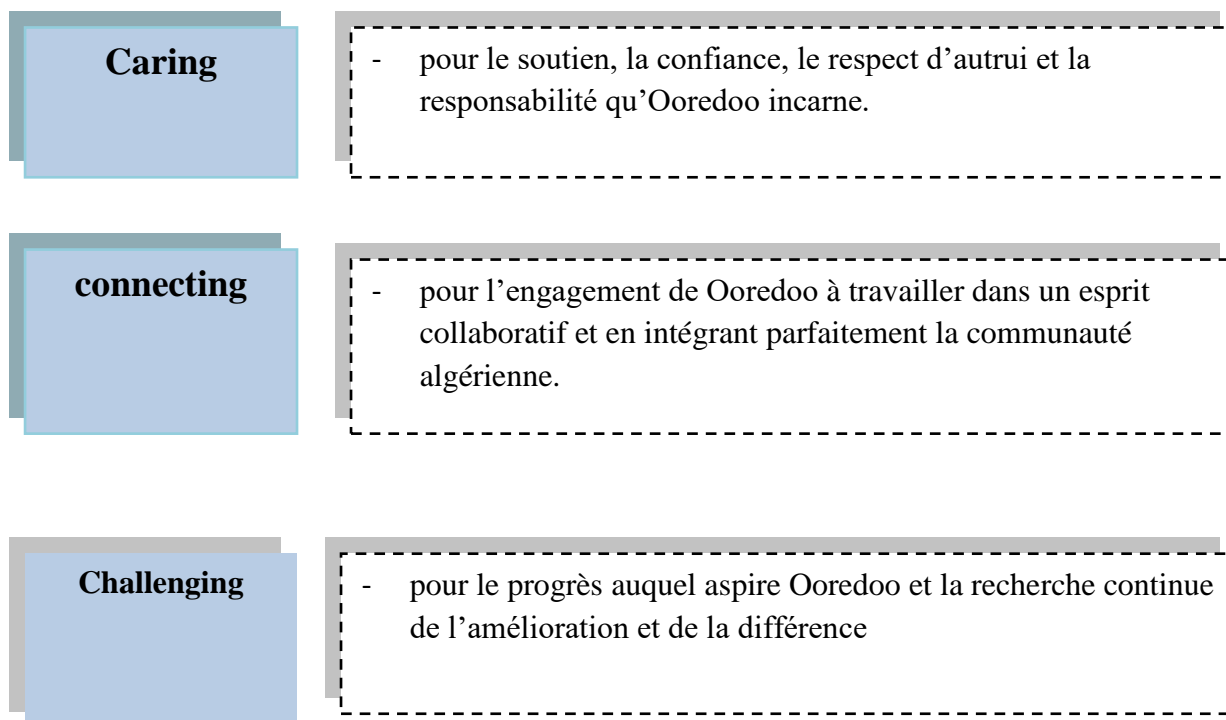 Caring
- pour le soutien, la confiance, le respect d’autrui et la
responsabilité qu’Ooredoo incarne.
connecting
- pour l’engagement de Ooredoo à travailler dans un esprit
collaboratif et en intégrant parfaitement la communauté
algérienne.
Challenging
- pour le progrès auquel aspire Ooredoo et la recherche continue
de l’amélioration et de la différence